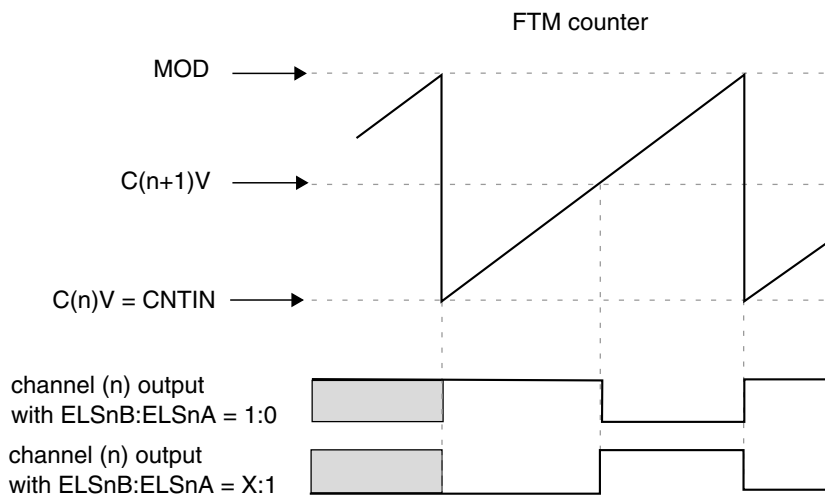 FTM counter
MOD
C(n+1)V
C(n)V = CNTIN
channel (n) output
with ELSnB:ELSnA = 1:0
channel (n) output
with ELSnB:ELSnA = X:1